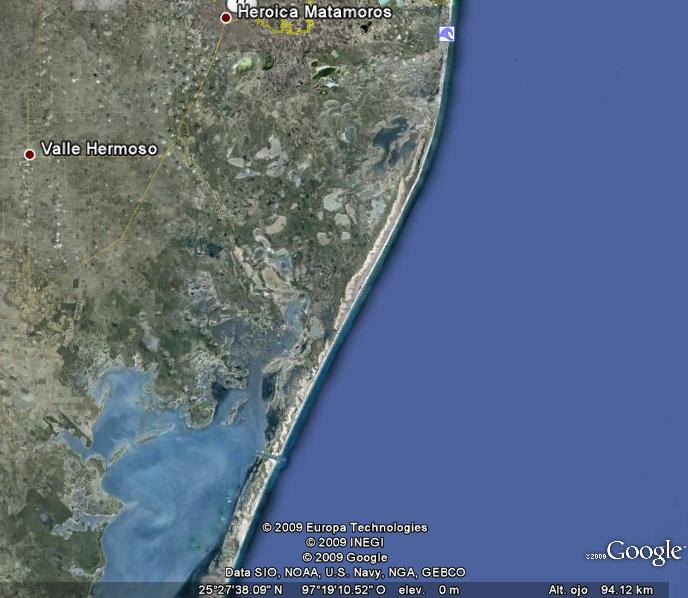 Heroica Matamoros
Valle Hermoso
© 2009 Europa Technologies
© 2009 INEGI
© 2009 Google
Data SIO, NOAA, U.S. Navy, NGA, GEBCO
©2009 Google
25°27'38.09" N 97°19'10.52" O elev. 0 m Alt. ojo 94.12 km